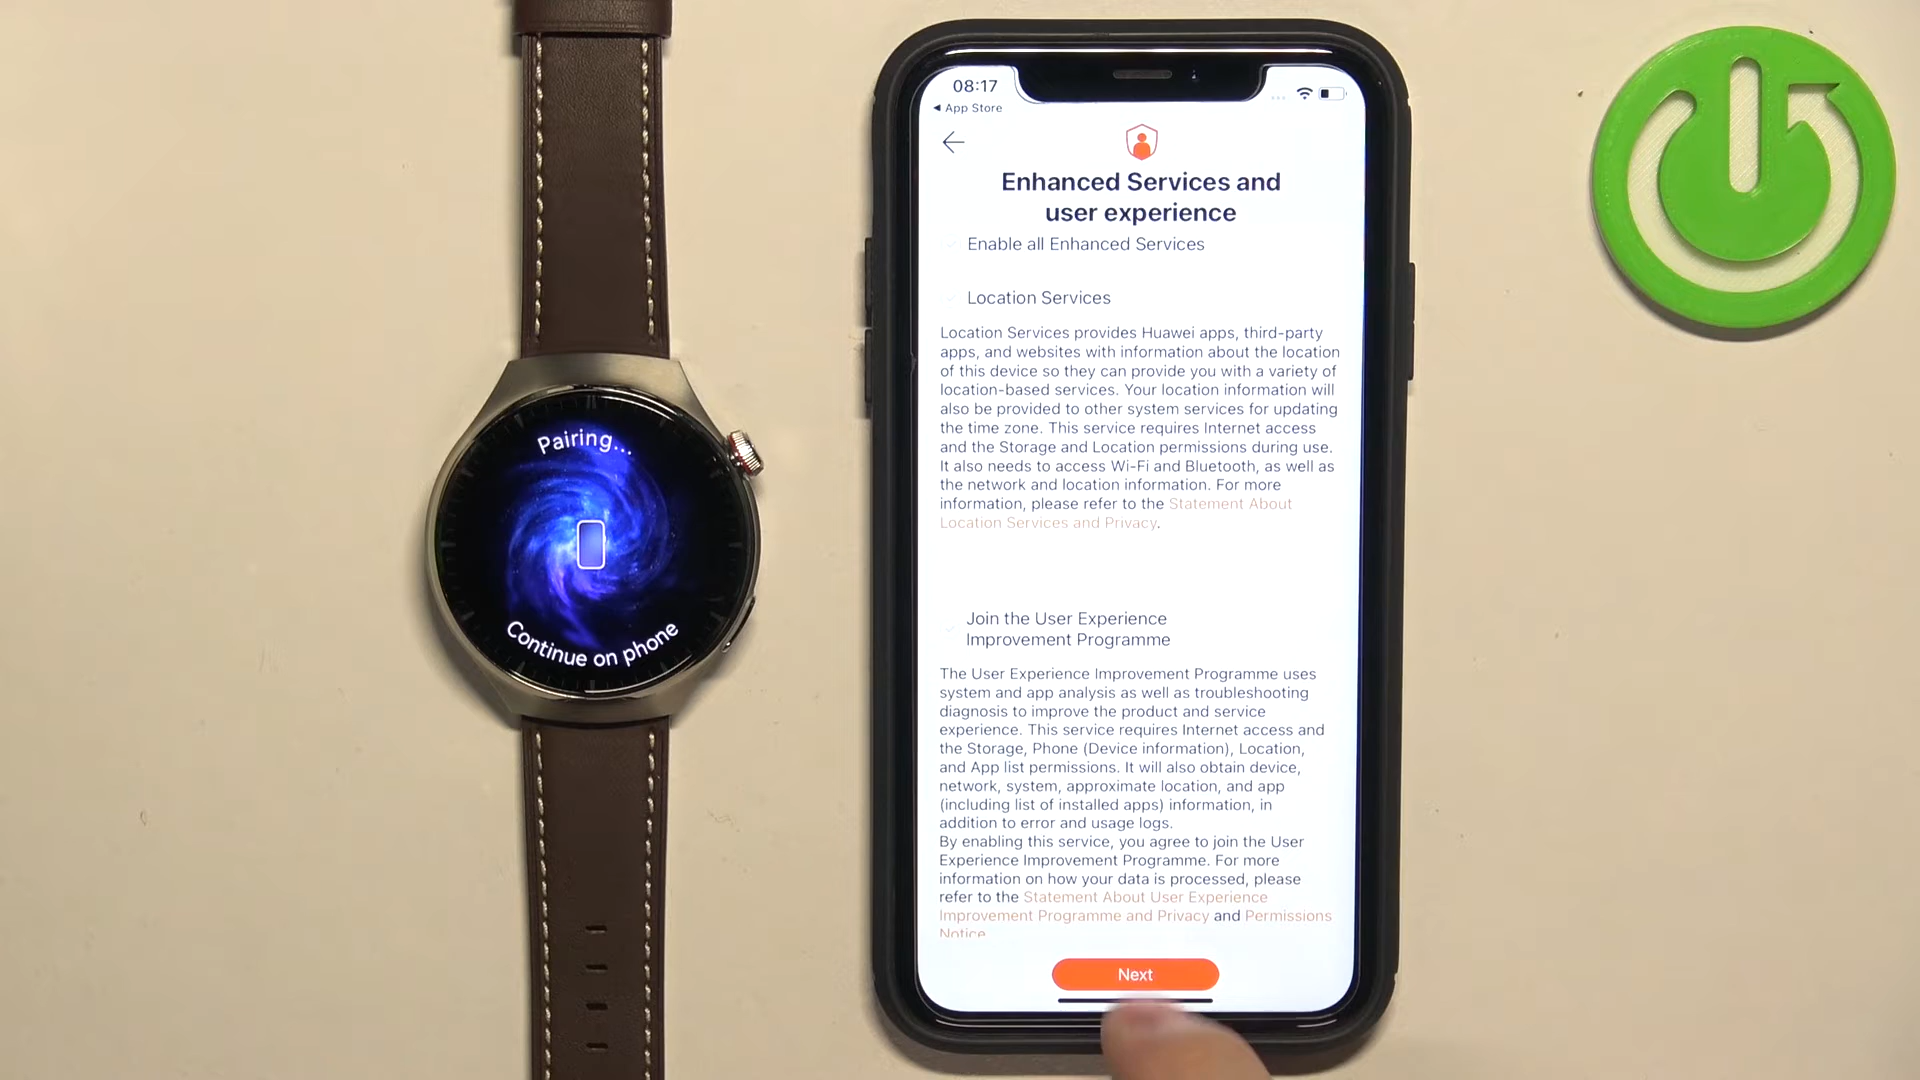 Pairing...
Continue on phone
08:17
◀ App Store
Enhanced Services and
user experience
Enable all Enhanced Services
Location Services
Location Services provides Huawei apps, third-party
apps, and websites with information about the location
of this device so they can provide you with a variety of
location-based services. Your location information will
also be provided to other system services for updating
the time zone. This service requires Internet access
and the Storage and Location permissions during use.
It also needs to access Wi-Fi and Bluetooth, as well as
the network and location information. For more
information, please refer to the Statement About
Location Services and Privacy.
Join the User Experience
Improvement Programme
The User Experience Improvement Programme uses
system and app analysis as well as troubleshooting
diagnosis to improve the product and service
experience. This service requires Internet access and
the Storage, Phone (Device information), Location,
and App list permissions. It will also obtain device,
network, system, approximate location, and app
(including list of installed apps) information, in
addition to error and usage logs.
By enabling this service, you agree to join the User
Experience Improvement Programme. For more
information on how your data is processed, please
refer to the Statement About User Experience
Improvement Programme and Privacy and Permissions
Notice
Next